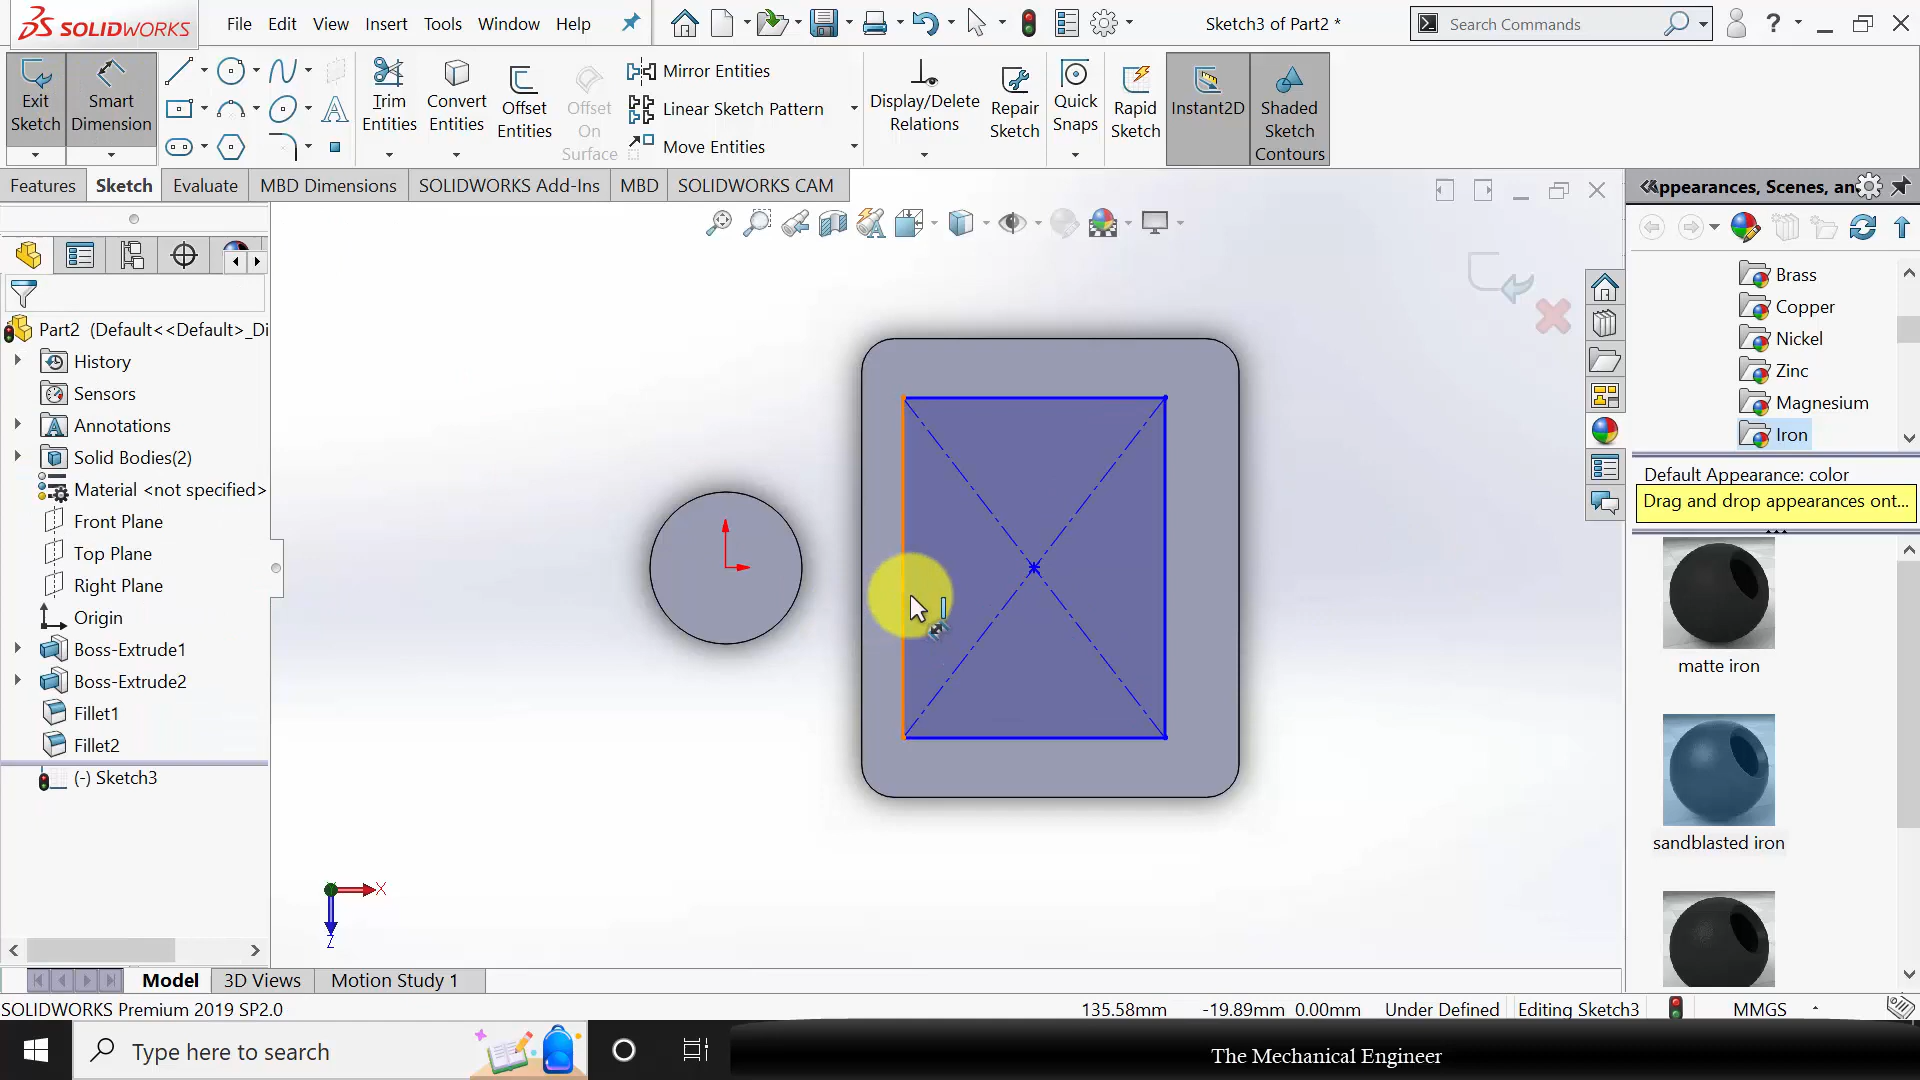 SOLIDWORKS File Edit View Insert Tools Window Help Sketch3 of Part2 * Search Commands ?
Exit Sketch
Smart Dimension
Trim Entities
Convert Entities
Offset Entities
Offset On Surface
Mirror Entities
Linear Sketch Pattern
Move Entities
Display/Delete Relations
Repair Sketch
Quick Snaps
Rapid Sketch
Instant2D
Shaded Sketch Contours
Features Sketch Evaluate MBD Dimensions SOLIDWORKS Add-Ins MBD SOLIDWORKS CAM
Appearances, Scenes, an
Part2 (Default<<Default>_Di
History
Sensors
Annotations
Solid Bodies(2)
Material <not specified>
Front Plane
Top Plane
Right Plane
Origin
Boss-Extrude1
Boss-Extrude2
Fillet1
Fillet2
(-) Sketch3
X
Z
Brass
Copper
Nickel
Zinc
Magnesium
Iron
Default Appearance: color
Drag and drop appearances ont...
matte iron
sandblasted iron
Model 3D Views Motion Study 1
SOLIDWORKS Premium 2019 SP2.0 135.58mm -19.89mm 0.00mm Under Defined Editing Sketch3 MMGS
Type here to search
The Mechanical Engineer